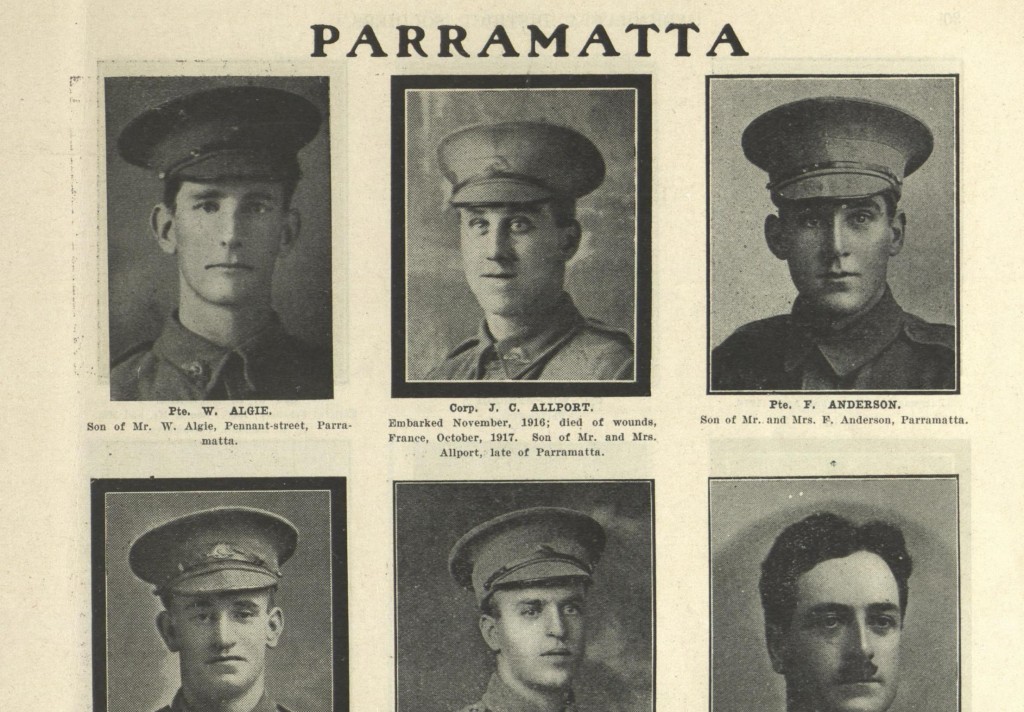 PARRAMATTA
Pte. W. ALGIE.
Son of Mr. W. Algie, Pennant-street, Parra-
matta.
Corp. J. C. ALLPORT.
Embarked November, 1916; died of wounds,
France, October, 1917. Son of Mr. and Mrs.
Allport, late of Parramatta.
Pte. F. ANDERSON.
Son of Mr. and Mrs. F. Anderson, Parramatta.